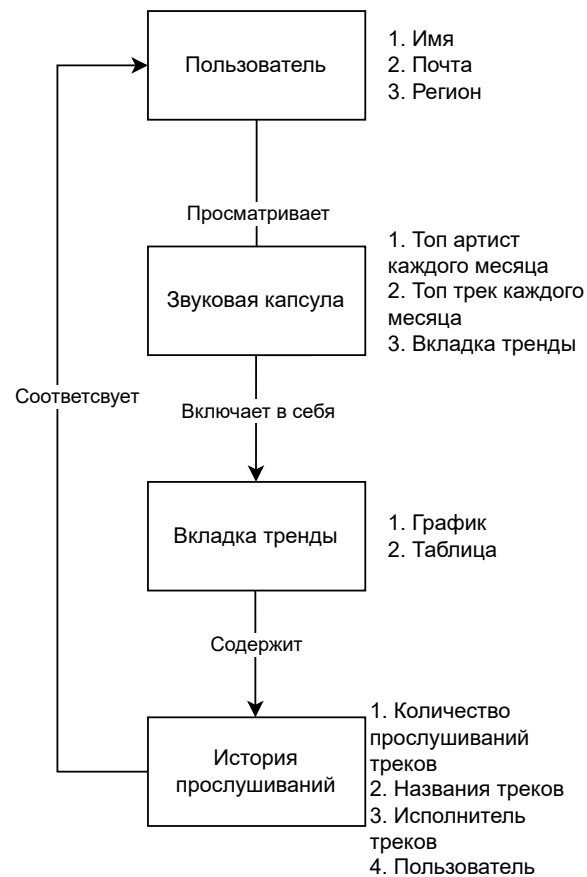 Пользователь
1. Имя
2. Почта
3. Регион
Просматривает
Звуковая капсула
1. Топ артист
каждого месяца
2. Топ трек каждого
месяца
3. Вкладка тренды
Соответсвует
Включает в себя
Вкладка тренды
1. График
2. Таблица
Содержит
История
прослушиваний
1. Количество
прослушиваний
треков
2. Названия треков
3. Исполнитель
треков
4. Пользователь